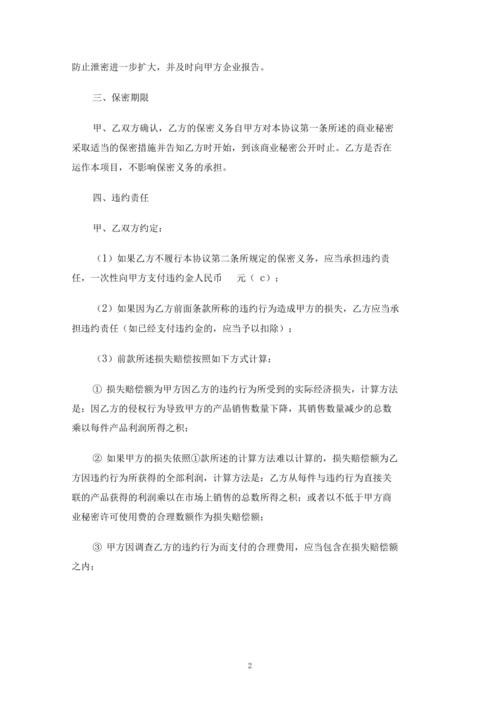 防止泄密进一步扩大，并及时向甲方企业报告。
三、保密期限
甲、乙双方确认，乙方的保密义务自甲方对本协议第一条所述的商业秘密
采取适当的保密措施并告知乙方时开始，到该商业秘密公开时止。乙方是否在
运作本项目，不影响保密义务的承担。
四、违约责任
甲、乙双方约定：
（1）如果乙方不履行本协议第二条所规定的保密义务，应当承担违约责
任，一次性向甲方支付违约金人民币 元（ c）；
（2）如果因为乙方前面条款所称的违约行为造成甲方的损失，乙方应当承
担违约责任（如已经支付违约金的，应当予以扣除）；
（3）前款所述损失赔偿按照如下方式计算：
① 损失赔偿额为甲方因乙方的违约行为所受到的实际经济损失，计算方法
是：因乙方的侵权行为导致甲方的产品销售数量下降，其销售数量减少的总数
乘以每件产品利润所得之积；
② 如果甲方的损失依照①款所述的计算方法难以计算的，损失赔偿额为乙
方因违约行为所获得的全部利润，计算方法是：乙方从每件与违约行为直接关
联的产品获得的利润乘以在市场上销售的总数所得之积；或者以不低于甲方商
业秘密许可使用费的合理数额作为损失赔偿额；
③ 甲方因调查乙方的违约行为而支付的合理费用，应当包含在损失赔偿额
之内；
2